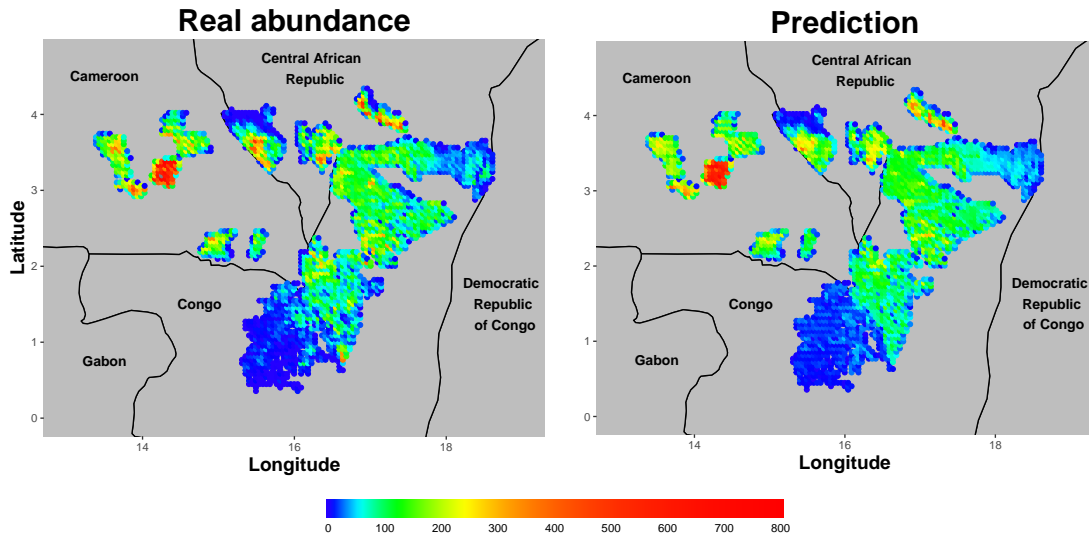 Real abundance
Central African
Republic
Cameroon
Congo
Gabon
Democratic
Republic
of Congo
Latitude
4
3
2
1
0
14
16
18
Longitude
Prediction
Central African
Republic
Cameroon
Congo
Gabon
Democratic
Republic
of Congo
4
3
2
1
0
14
16
18
Longitude
0 100 200 300 400 500 600 700 800